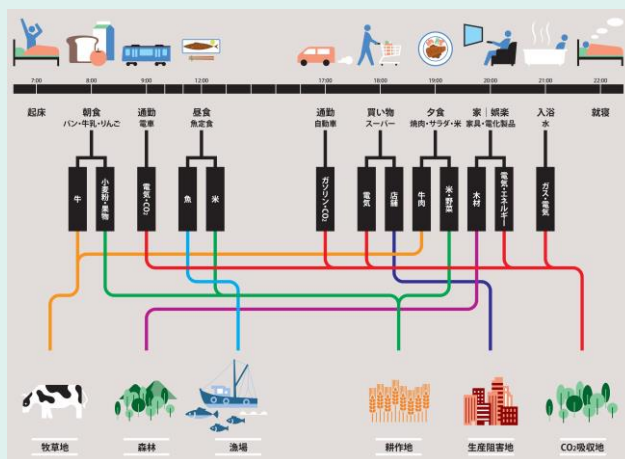 7:00 8:00 9:00 12:00 17:00 18:00 19:00 20:00 21:00 22:00
起床 朝食 通勤 昼食 通勤 買い物 夕食 家｜娯楽 入浴 就寝
パン・牛乳・りんご 電車 魚定食 自動車 スーパー 焼肉・サラダ・米 家具・電化製品 水
牛
小麦粉・果物
電気・CO₂
魚
米
ガソリン・CO₂
電気
店舗
牛肉
米・野菜
木材
電気・エネルギー
ガス・電気
牧草地 森林 漁場 耕作地 生産阻害地 CO₂吸収地